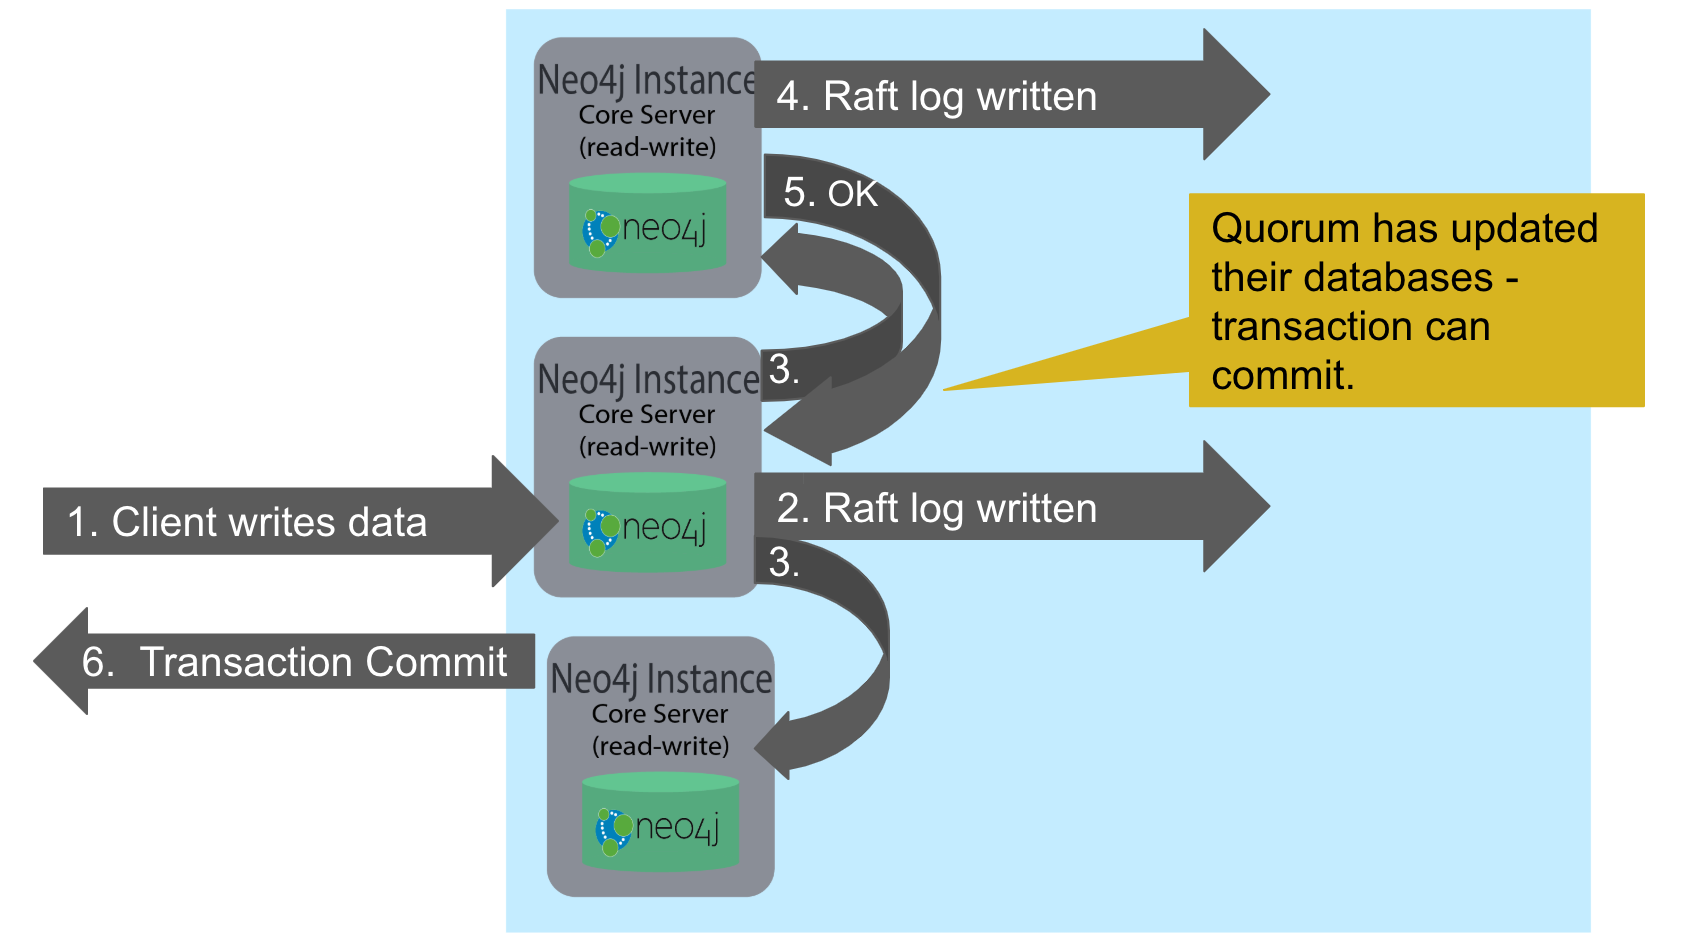 Neo4j Instance
Core Server
(read-write)
neo4j
4. Raft log written
5. OK
3.
Quorum has updated
their databases -
transaction can
commit.
Neo4j Instance
Core Server
(read-write)
neo4j
1. Client writes data
2. Raft log written
3.
6. Transaction Commit
Neo4j Instance
Core Server
(read-write)
neo4j